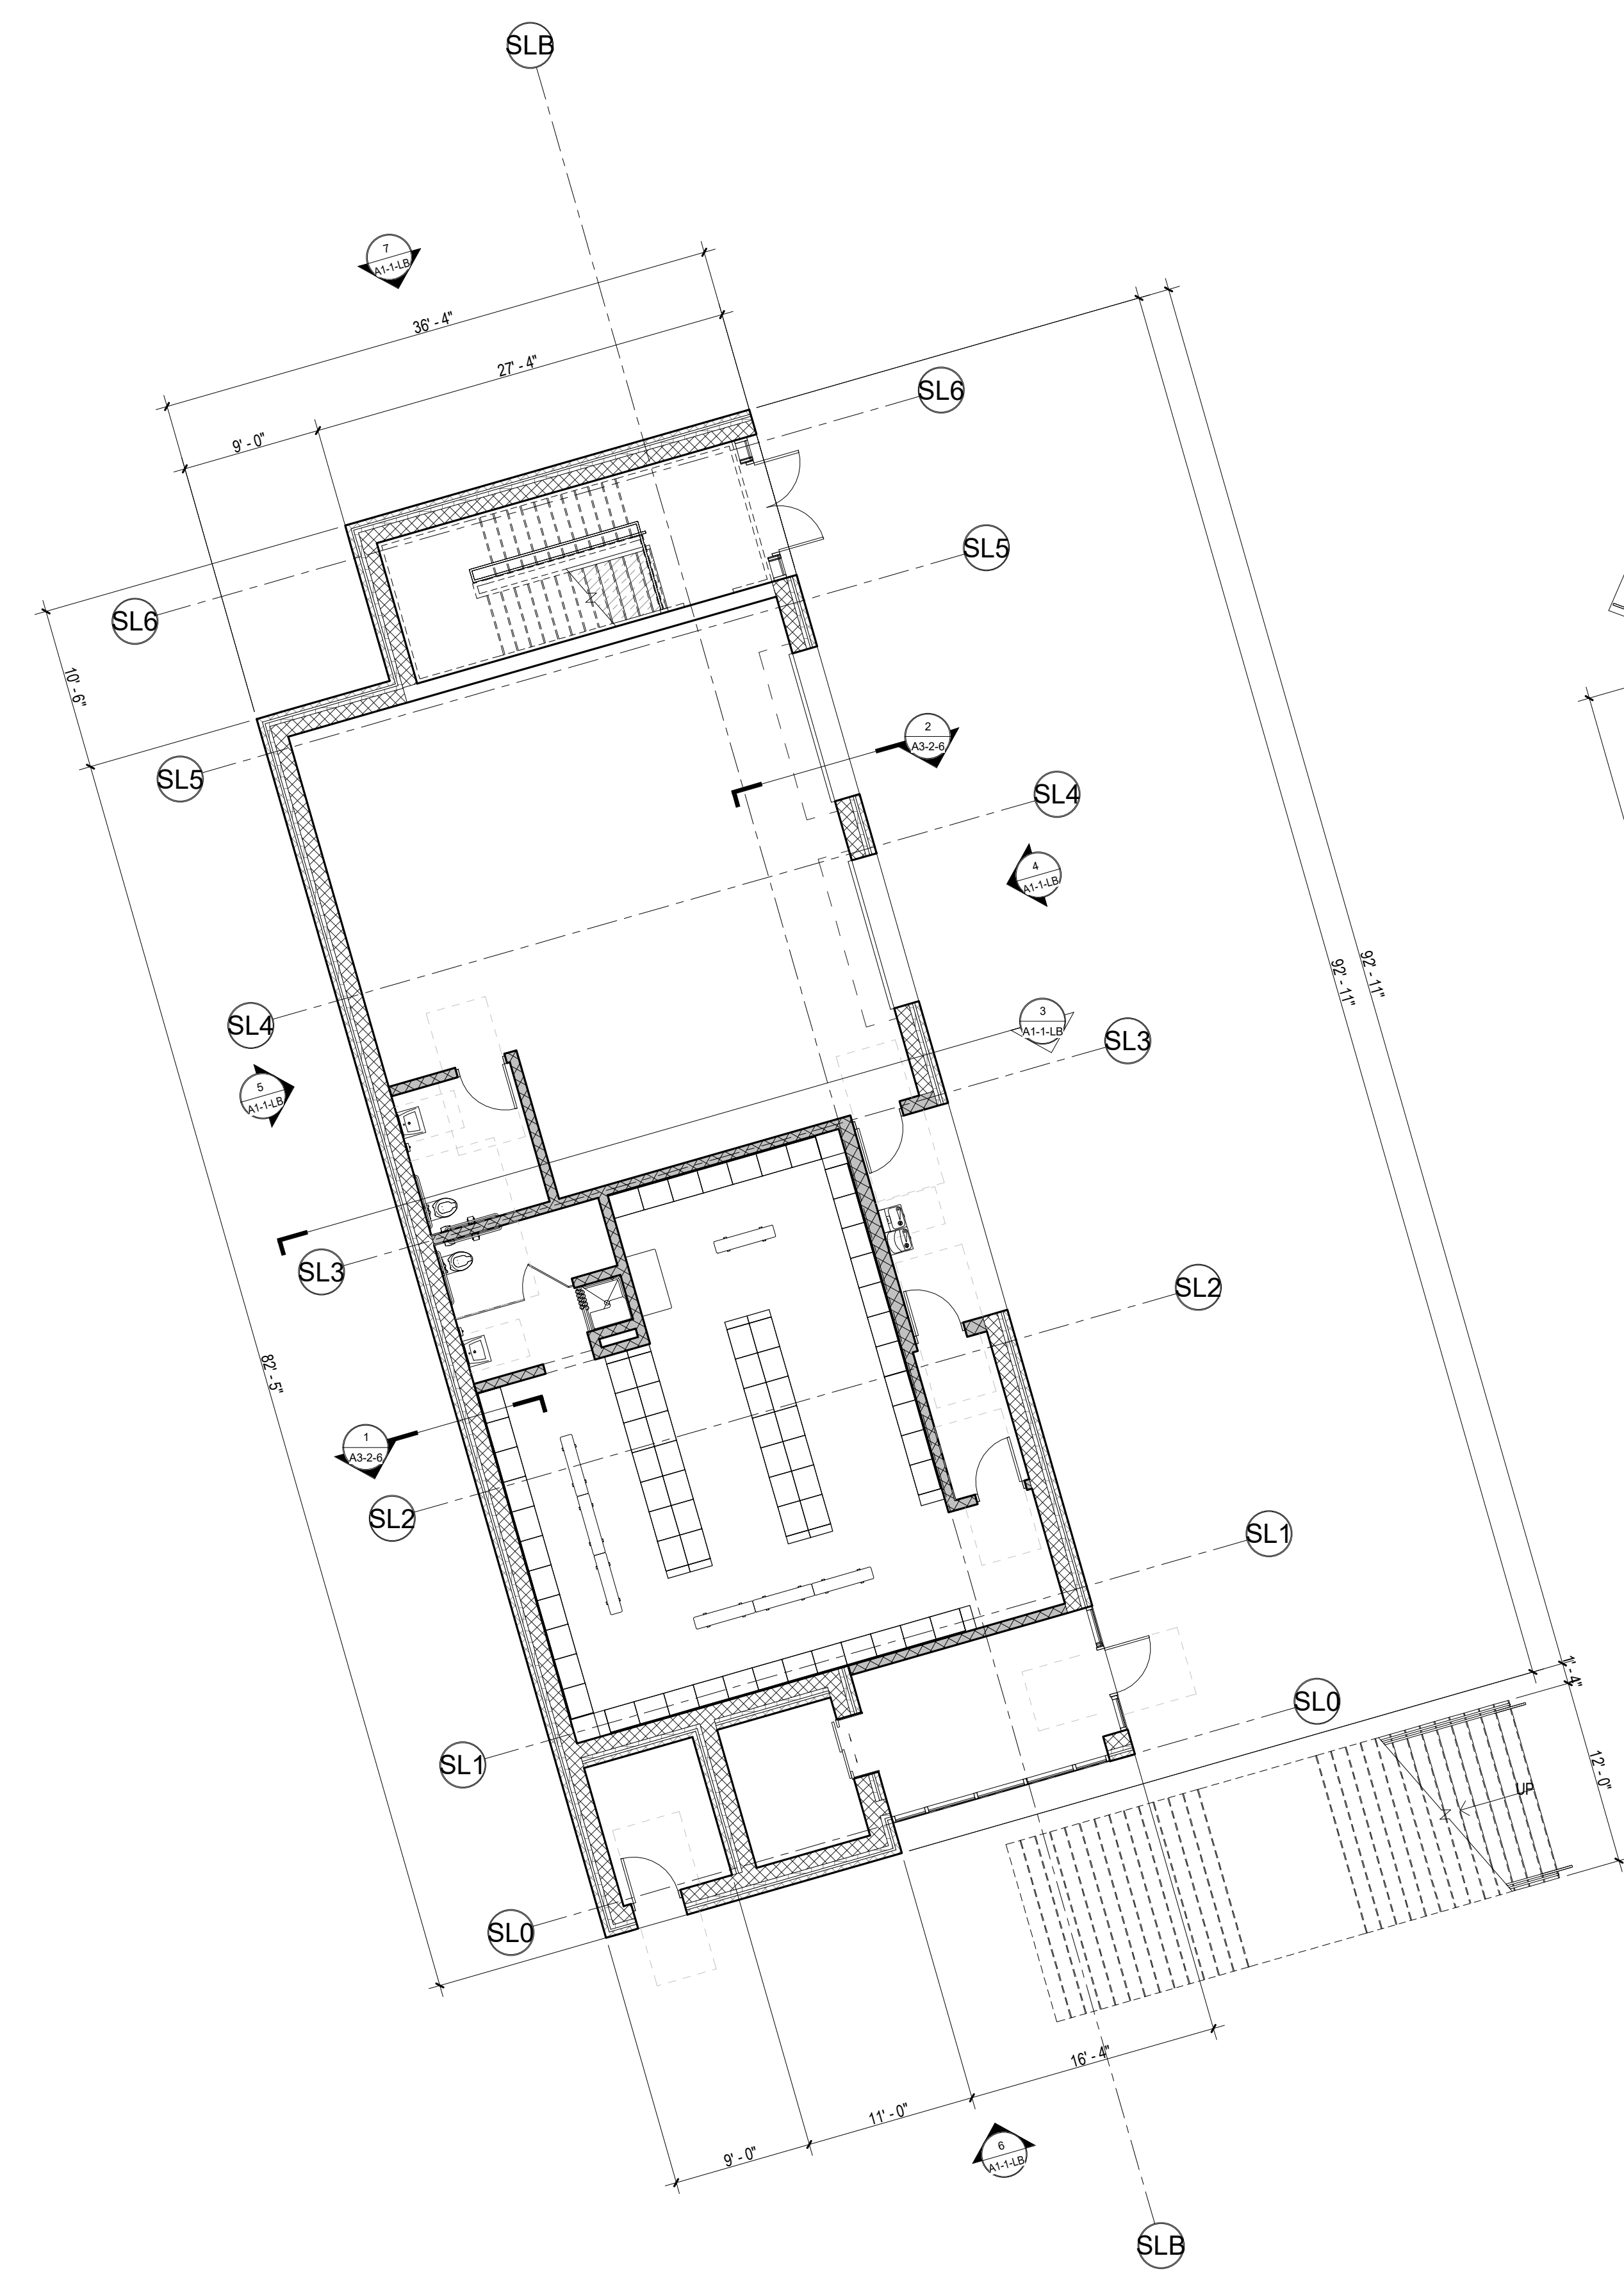 SLB
7
A1-1-LB
36' - 4"
27' - 4"
9' - 0"
SL6
SL5
SL6
10' - 6"
2
A3-2-6
SL5
SL4
4
A1-1-LB
92' - 11"
92' - 11"
SL4
3
A1-1-LB
SL3
5
A1-1-LB
SL3
SL2
82' - 5"
1
A3-2-6
SL2
SL1
1' - 4"
SL0
SL1
12' - 0"
UP
SL0
16' - 4"
11' - 0"
9' - 0"
6
A1-1-LB
SLB